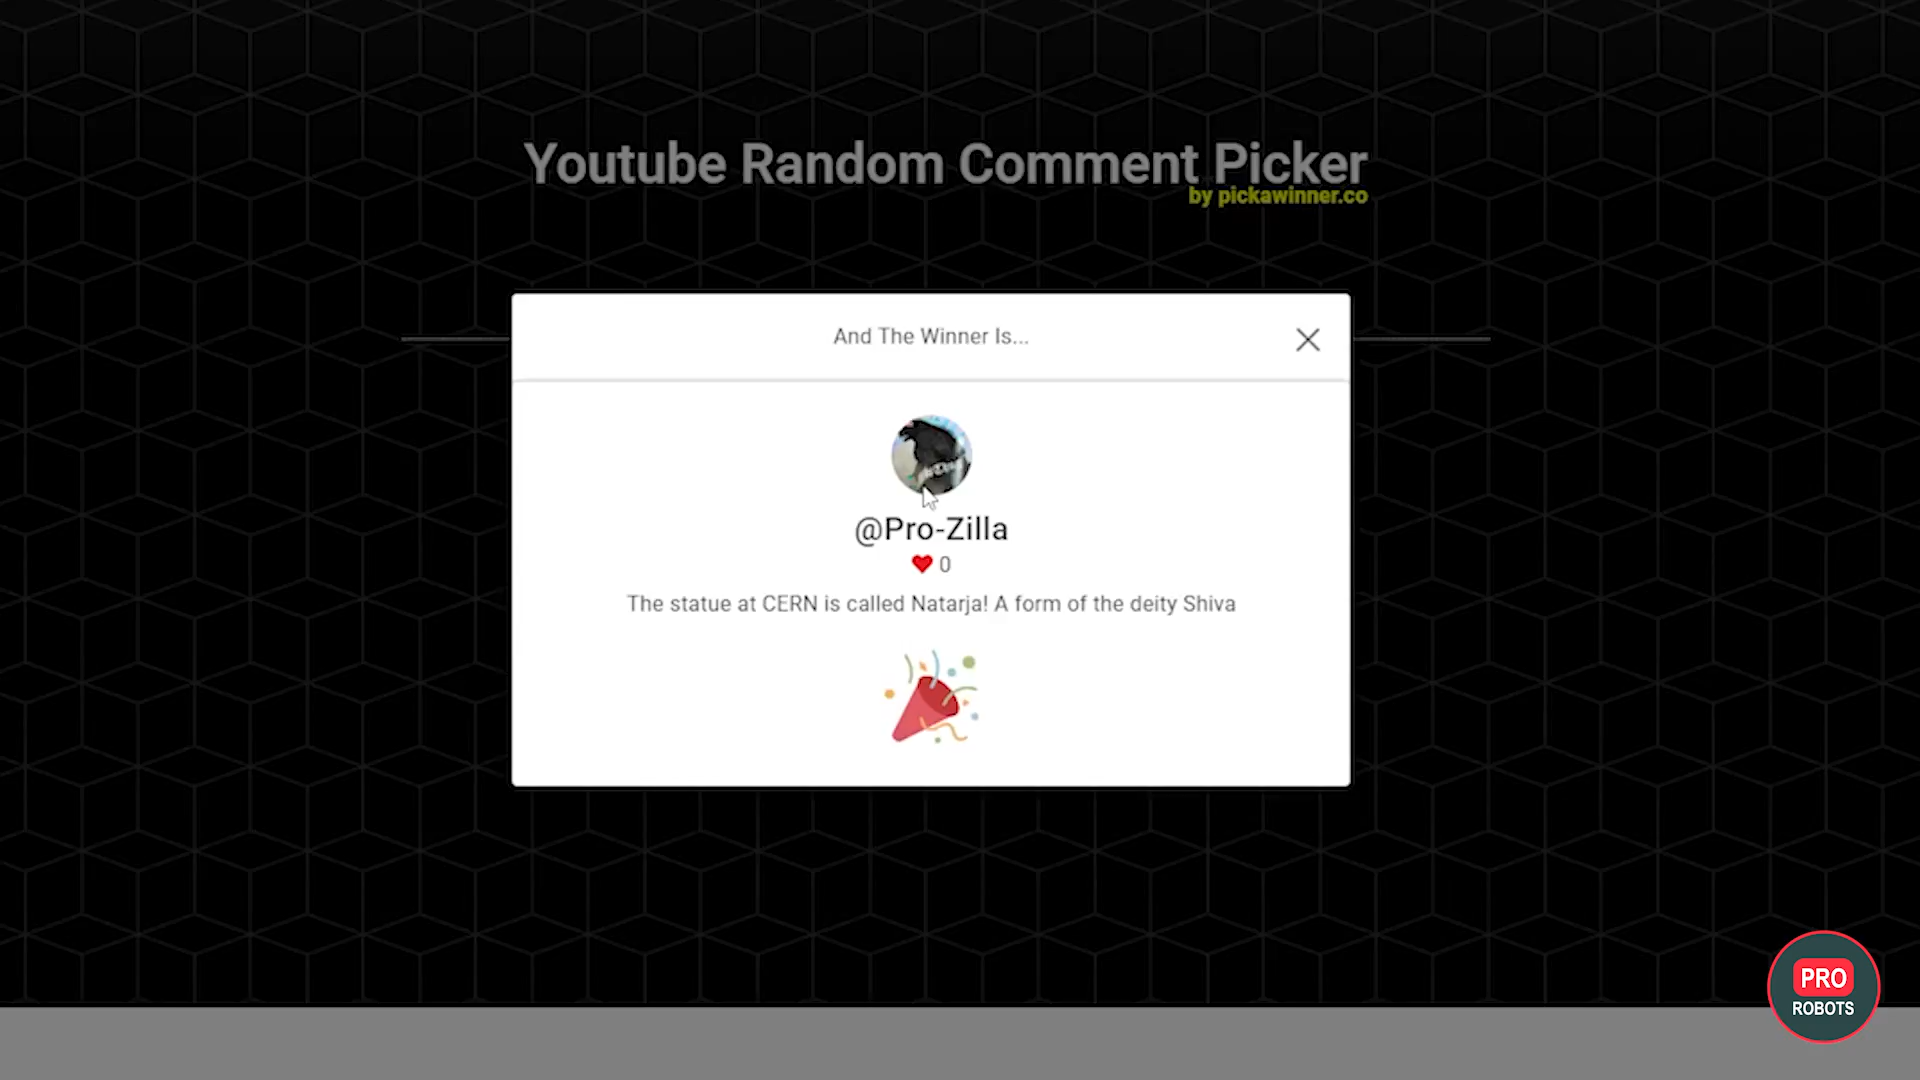 Youtube Random Comment Picker
by pickawinner.co
And The Winner Is...
@Pro-Zilla
0
The statue at CERN is called Natarja! A form of the deity Shiva
PRO
ROBOTS